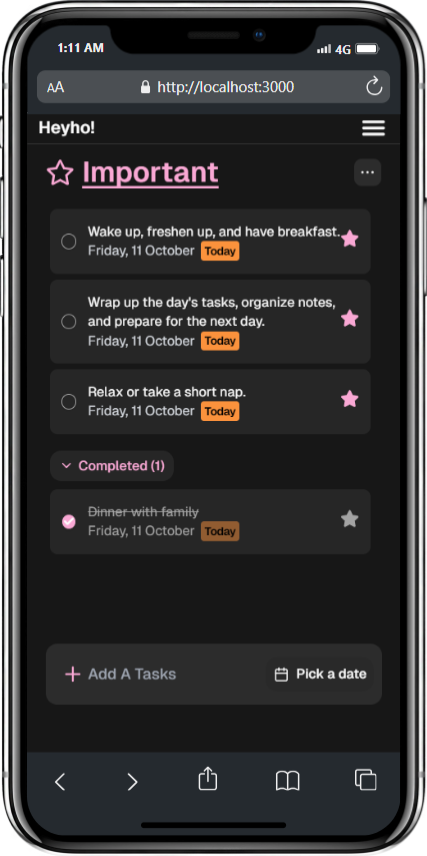 1:11 AM 4G
AA http://localhost:3000
Heyho!
Important
Wake up, freshen up, and have breakfast.
Friday, 11 October Today
Wrap up the day's tasks, organize notes,
and prepare for the next day.
Friday, 11 October Today
Relax or take a short nap.
Friday, 11 October Today
Completed (1)
Dinner with family
Friday, 11 October Today
Add A Tasks Pick a date